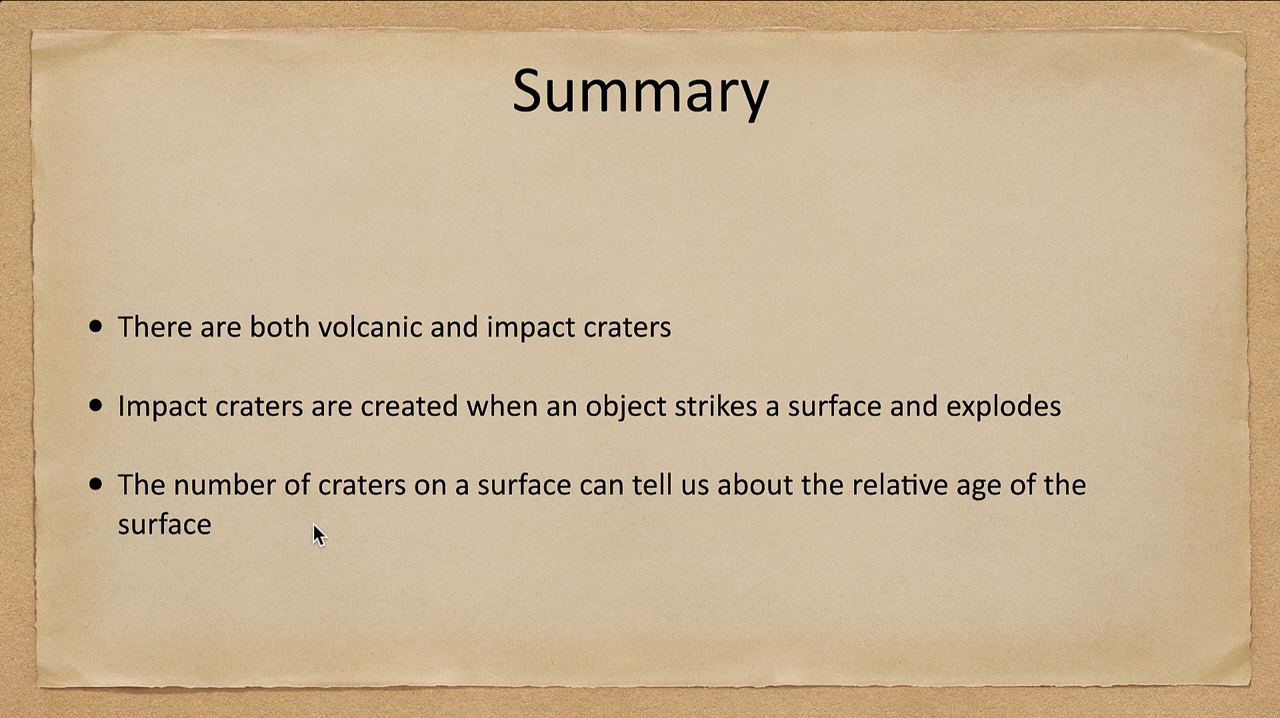 Summary
• There are both volcanic and impact craters
• Impact craters are created when an object strikes a surface and explodes
• The number of craters on a surface can tell us about the relative age of the
surface